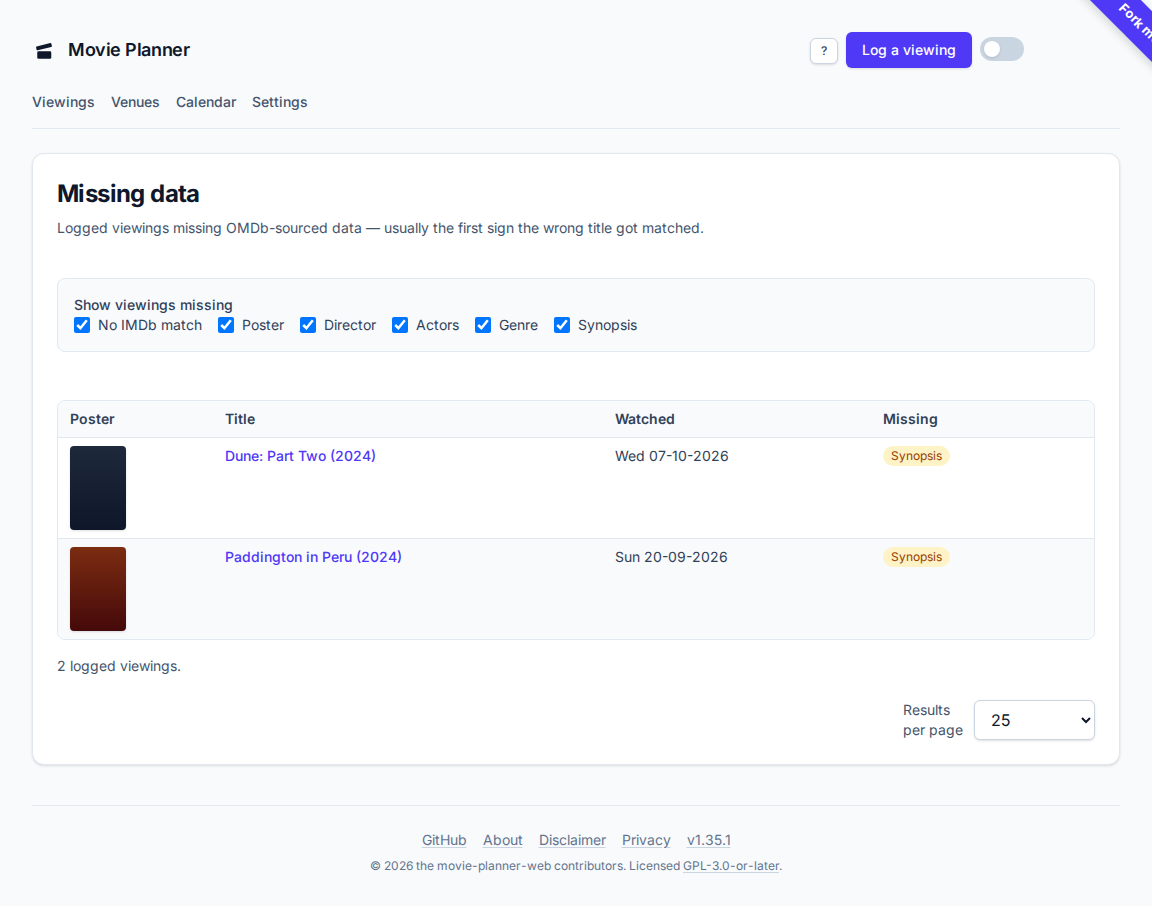 Movie Planner
?
Log a viewing
Fork m
Viewings Venues Calendar Settings
Missing data
Logged viewings missing OMDb-sourced data — usually the first sign the wrong title got matched.
Show viewings missing
No IMDb match Poster Director Actors Genre Synopsis
Poster Title Watched Missing
Dune: Part Two (2024) Wed 07-10-2026 Synopsis
Paddington in Peru (2024) Sun 20-09-2026 Synopsis
2 logged viewings.
Results
per page
25
GitHub About Disclaimer Privacy v1.35.1
© 2026 the movie-planner-web contributors. Licensed GPL-3.0-or-later.